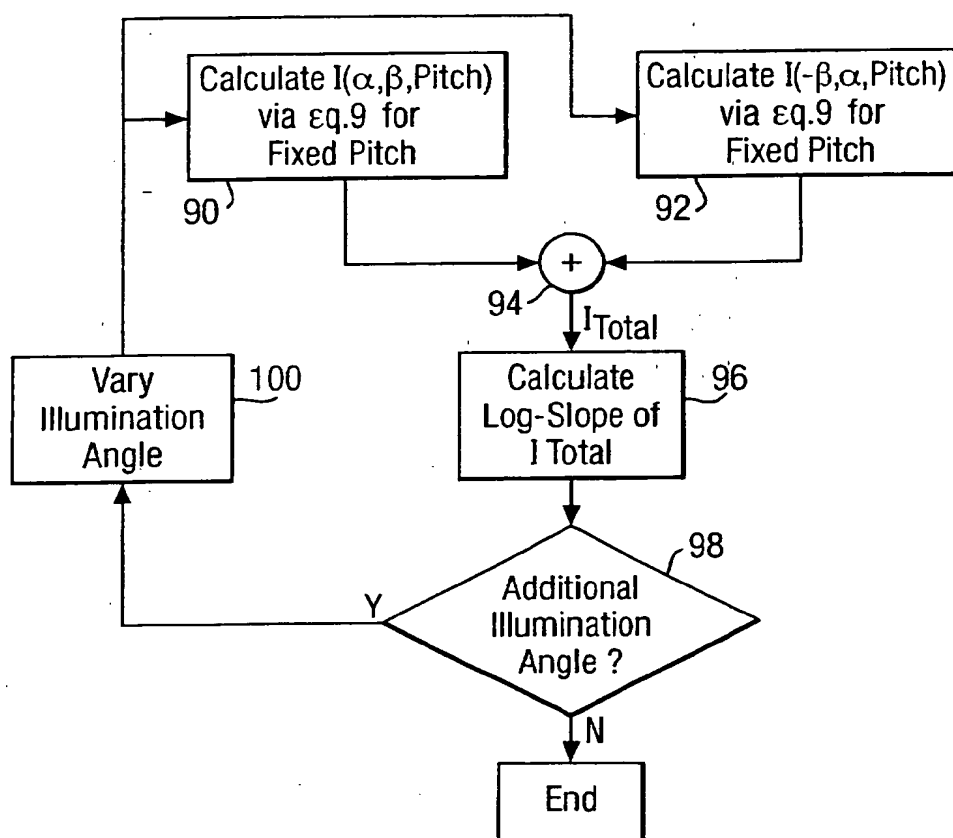 Calculate I(α,β,Pitch)
via εq.9 for
Fixed Pitch
90
Calculate I(-β,α,Pitch)
via εq.9 for
Fixed Pitch
92
+
94
I Total
Vary
Illumination
Angle
100
Calculate
Log-Slope of
I Total
96
Additional
Illumination
Angle ?
98
Y
N
End